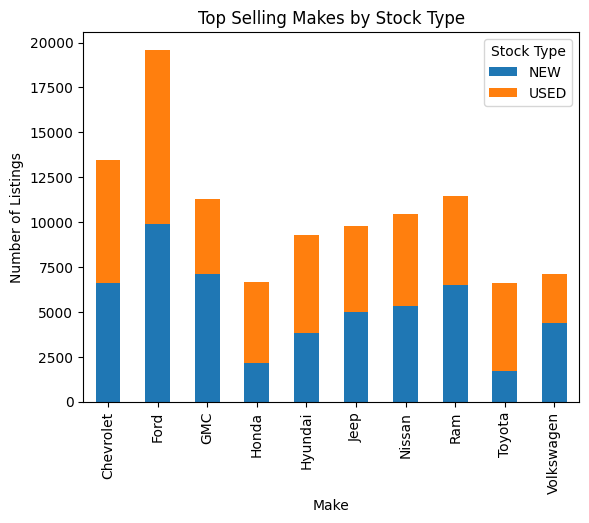 Top Selling Makes by Stock Type
Stock Type
NEW
USED
Number of Listings
20000
17500
15000
12500
10000
7500
5000
2500
0
Chevrolet
Ford
GMC
Honda
Hyundai
Jeep
Nissan
Ram
Toyota
Volkswagen
Make